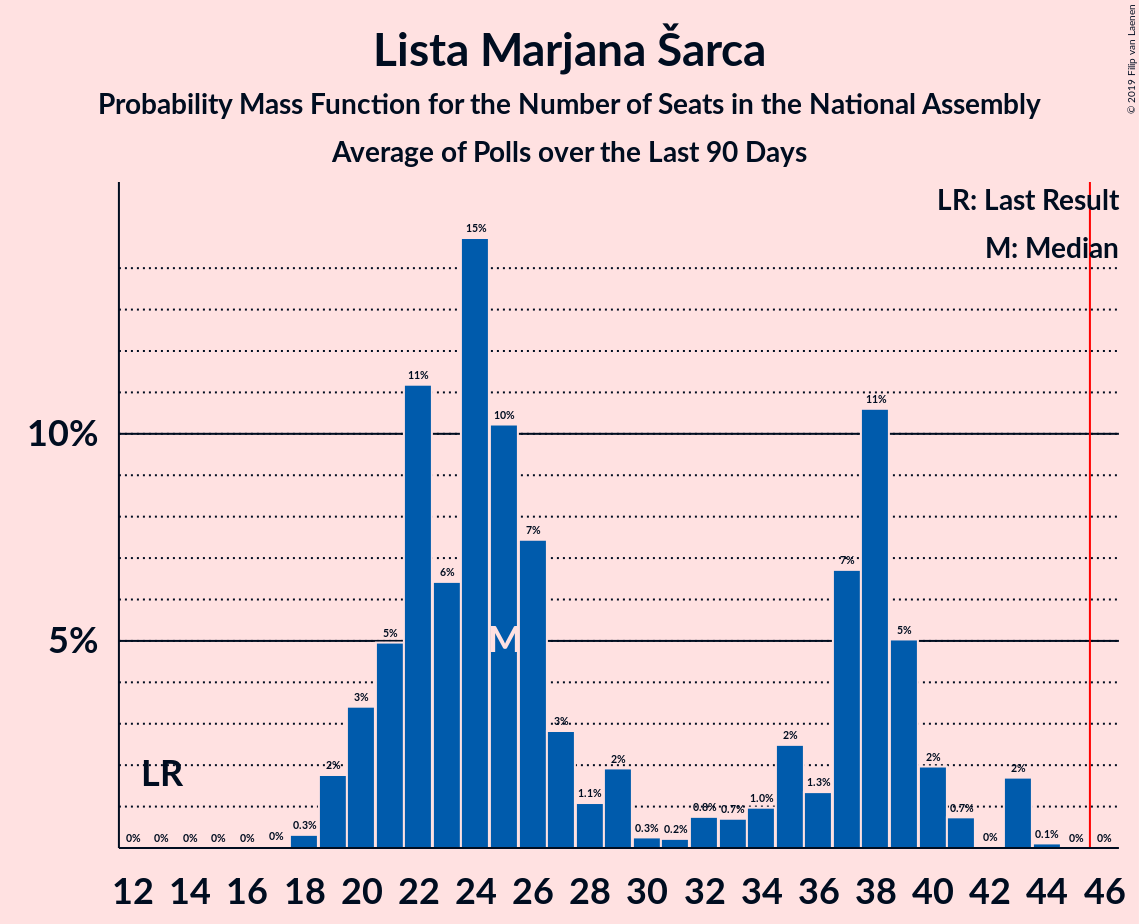 Lista Marjana Šarca
Probability Mass Function for the Number of Seats in the National Assembly
Average of Polls over the Last 90 Days
© 2019 Filip van Laenen
LR: Last Result
M: Median
10%
5%
LR
M
0% 0% 0% 0% 0% 0% 0.3% 2% 3% 5% 11% 6% 15% 10% 7% 3% 1.1% 2% 0.3% 0.2% 0.8% 0.7% 1.0% 2% 1.3% 7% 11% 5% 2% 0.7% 0% 2% 0.1% 0% 0%
12 14 16 18 20 22 24 26 28 30 32 34 36 38 40 42 44 46